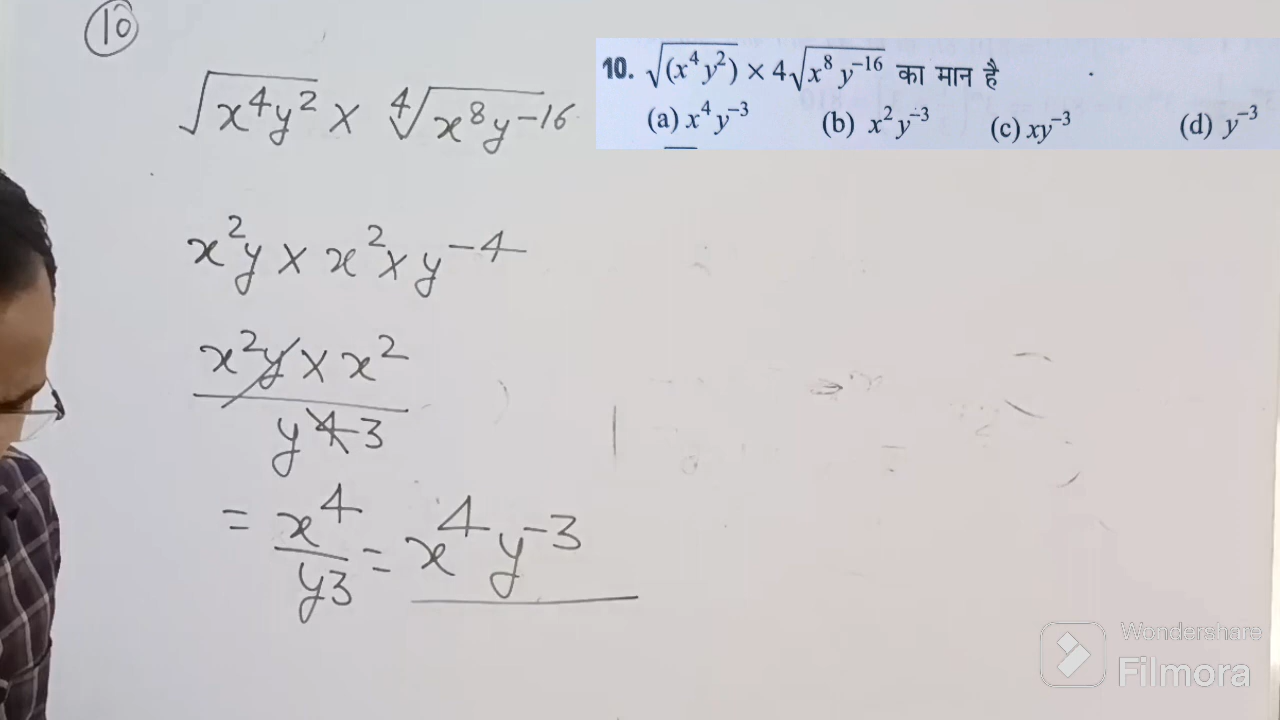 10
10. √(x⁴y²) × 4√x⁸y⁻¹⁶ का मान है
(a) x⁴y⁻³ (b) x²y⁻³ (c) xy⁻³ (d) y⁻³
√x⁴y² × ⁴√x⁸y⁻¹⁶
x²y × x² × y⁻⁴
x²y × x²
y4 3
= x⁴/y3 = x⁴y⁻³
Wondershare
Filmora